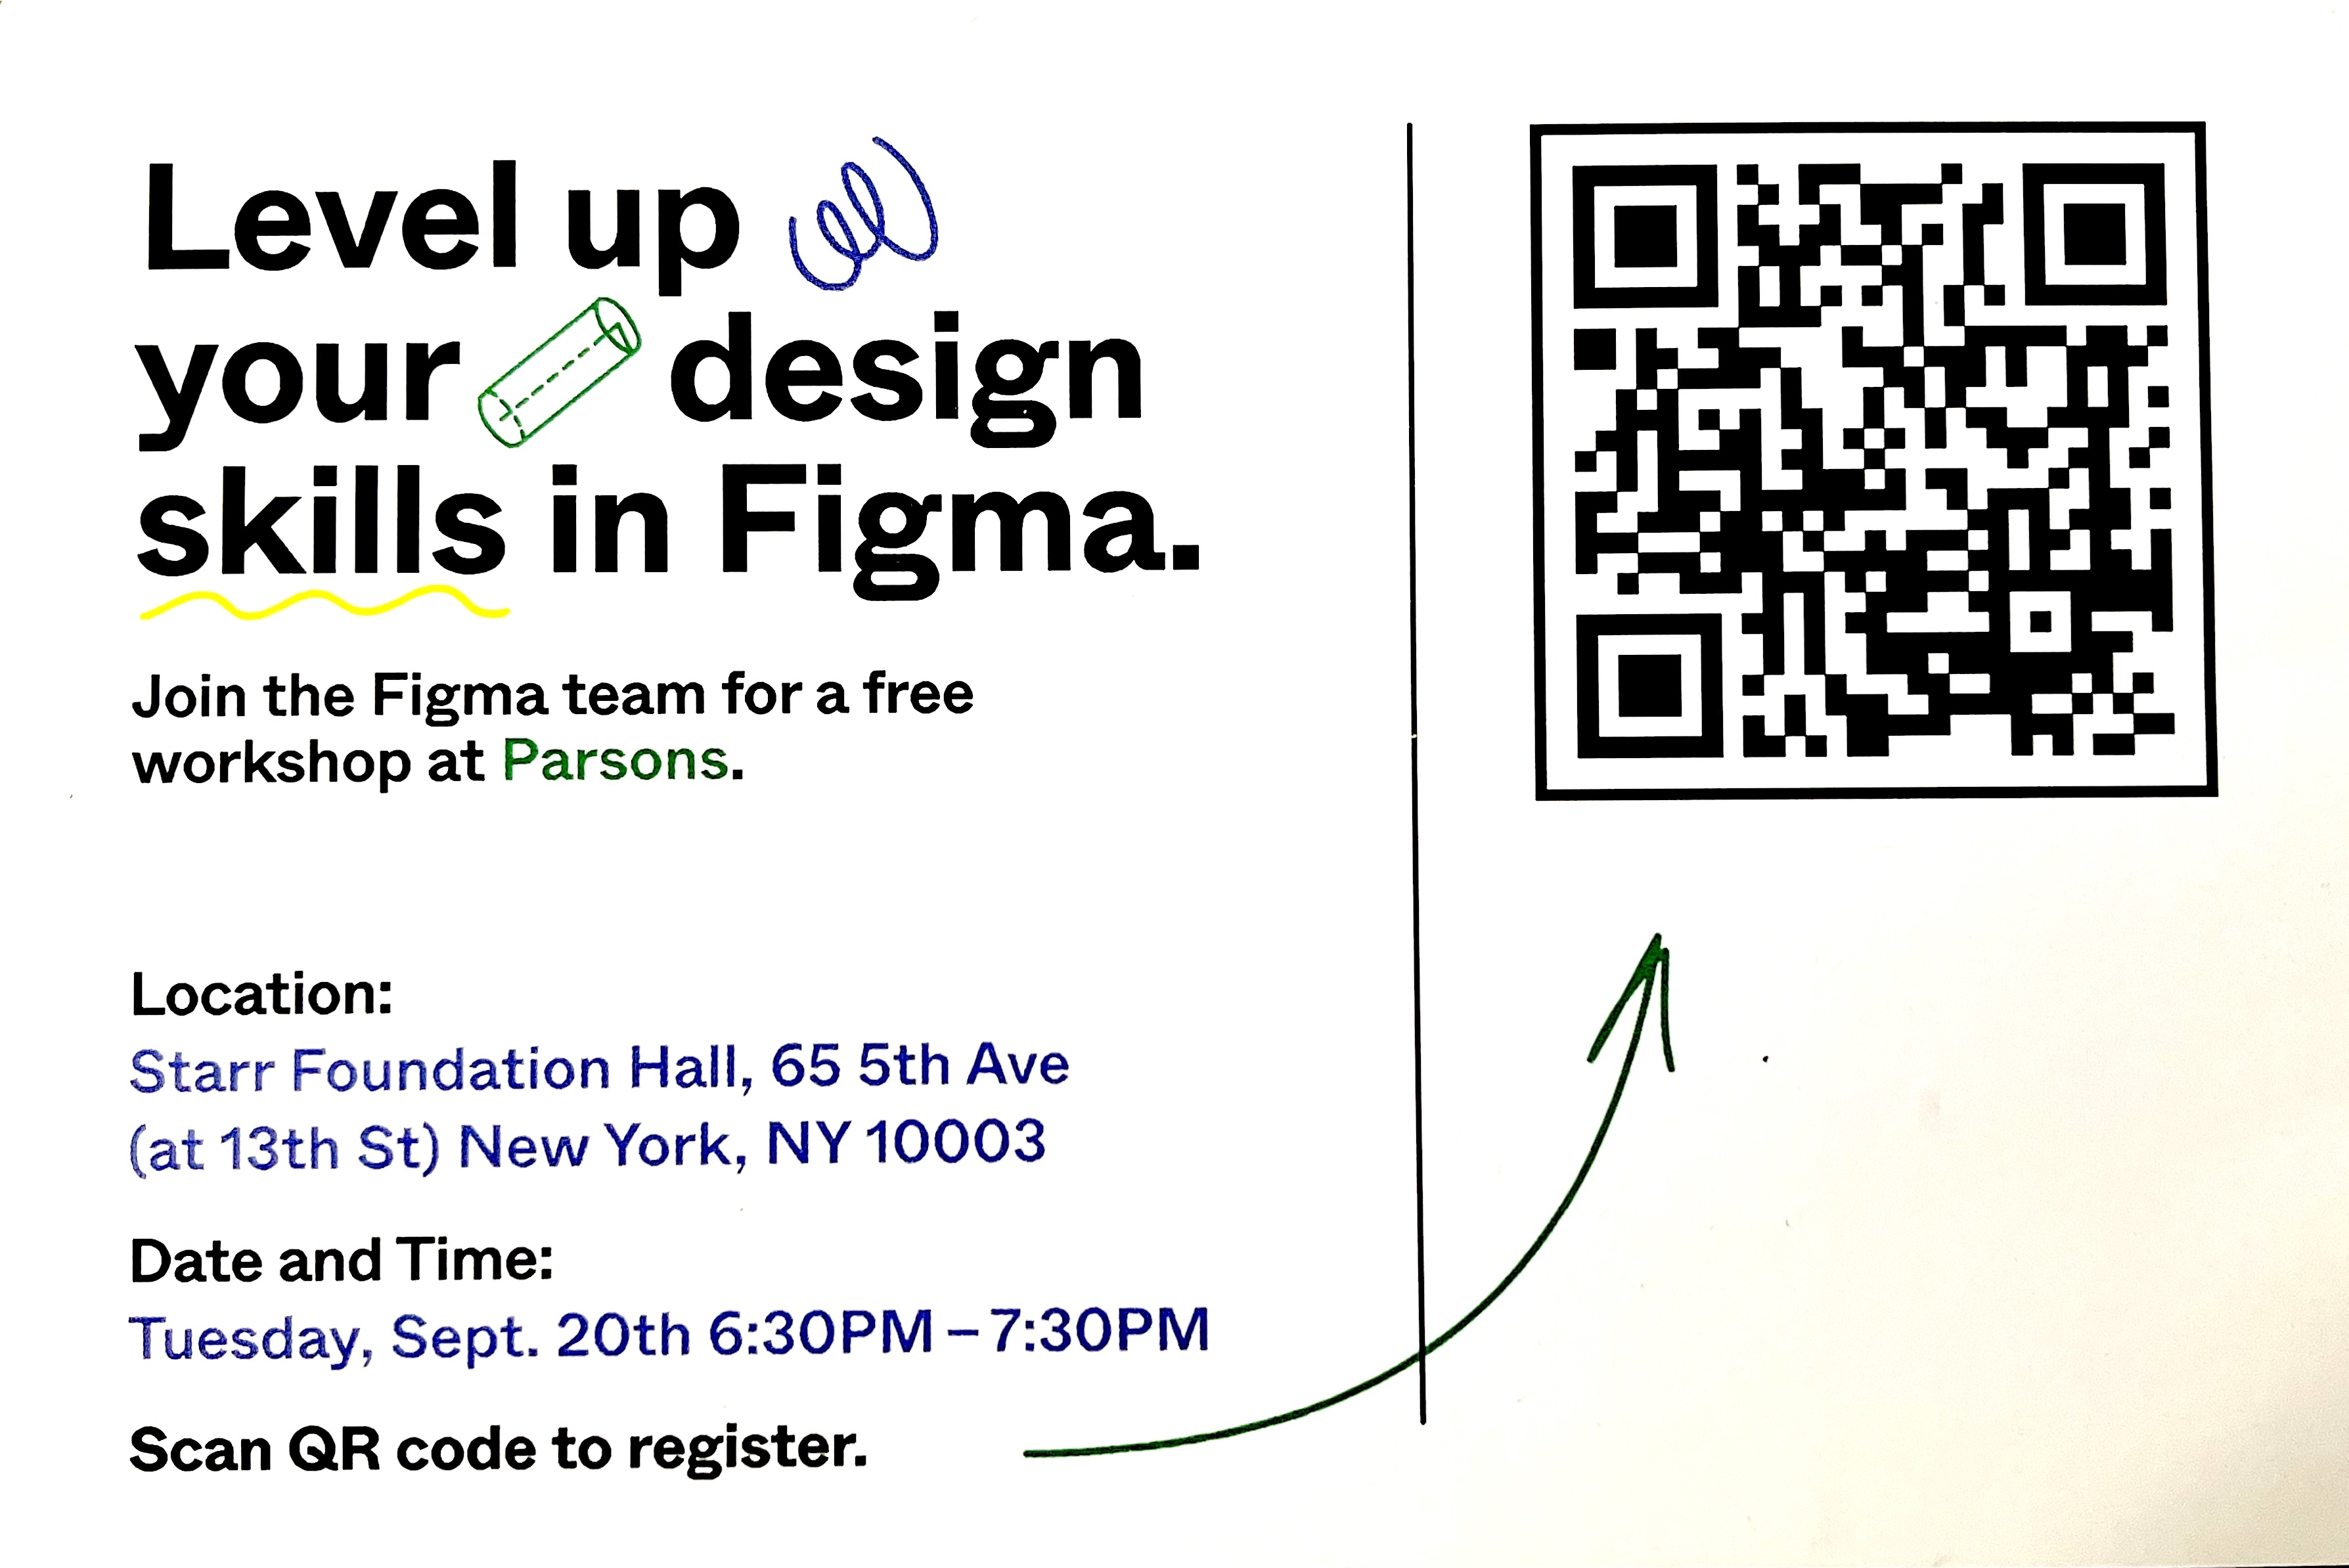 Level up
your design
skills in Figma.
Join the Figma team for a free
workshop at Parsons.
Location:
Starr Foundation Hall, 65 5th Ave
(at 13th St) New York, NY 10003
Date and Time:
Tuesday, Sept. 20th 6:30PM – 7:30PM
Scan QR code to register.